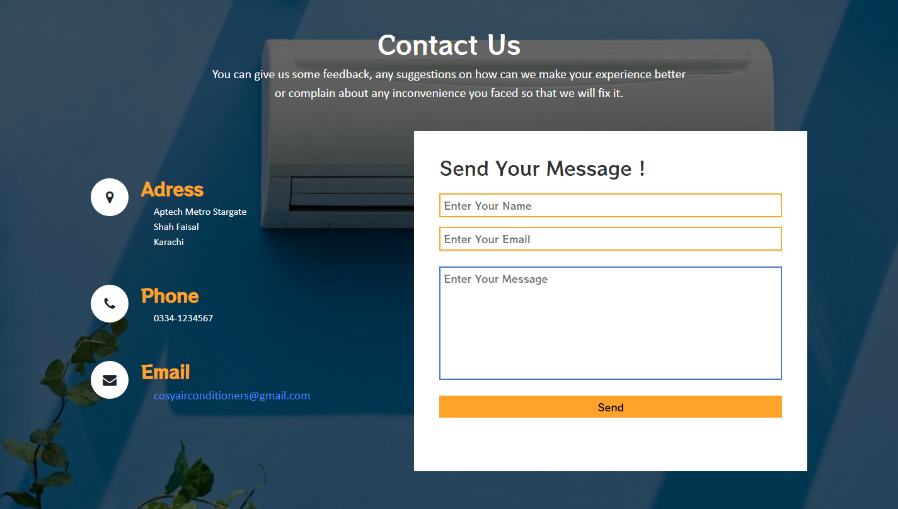 Contact Us
You can give us some feedback, any suggestions on how can we make your experience better
or complain about any inconvenience you faced so that we will fix it.
Adress
Aptech Metro Stargate
Shah Faisal
Karachi
Phone
0334-1234567
Email
cosyairconditioners@gmail.com
Send Your Message !
Enter Your Name
Enter Your Email
Enter Your Message
Send